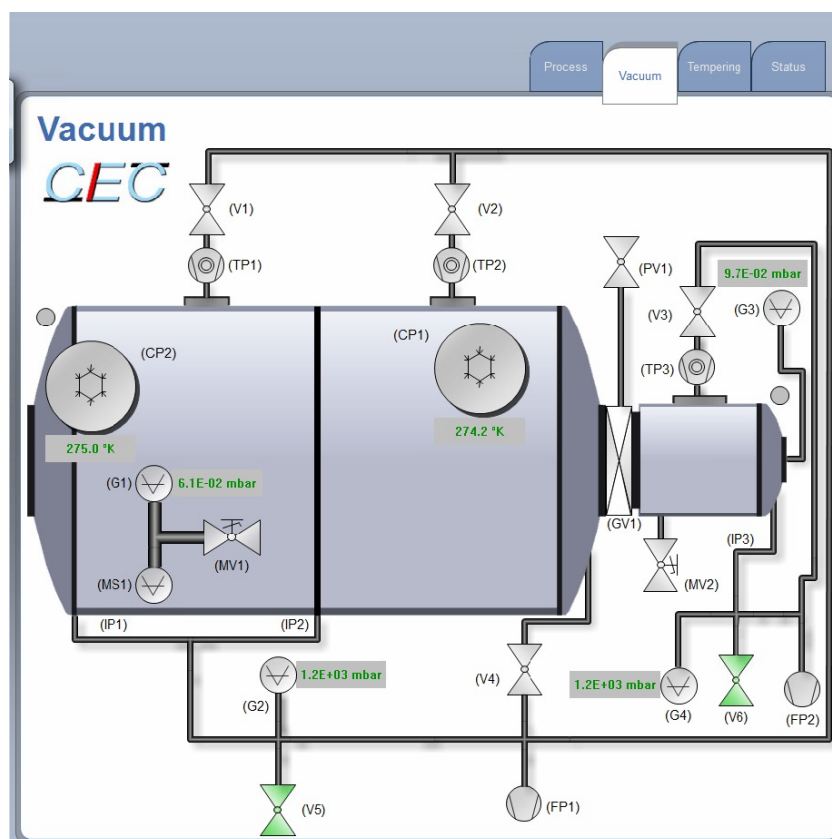 Process Vacuum Tempering Status
Vacuum
CEC
(V1)
(V2)
(TP1)
(TP2)
(PV1)
9.7E-02 mbar
(V3)
(G3)
(CP2)
(CP1)
(TP3)
275.0 °K
274.2 °K
(G1)
6.1E-02 mbar
(GV1)
(MV1)
(IP3)
(MS1)
(MV2)
(IP1)
(IP2)
1.2E+03 mbar
(V4)
1.2E+03 mbar
(G2)
(G4)
(V6)
(FP2)
(V5)
(FP1)